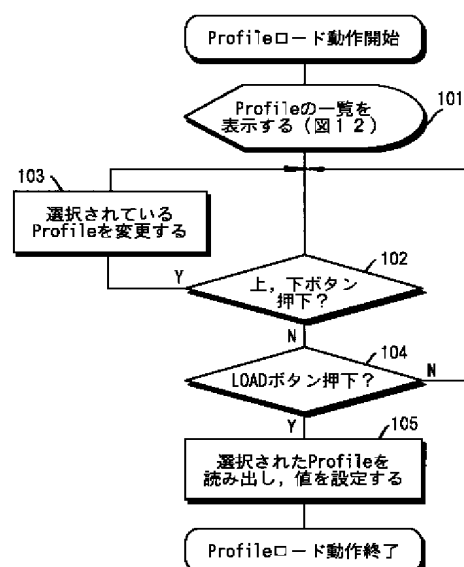 Profileロード動作開始
101
Profileの一覧を
表示する（図１２）
103
選択されている
Profileを変更する
102
上，下ボタン
押下？
Y
N
104
LOADボタン押下？
N
Y
105
選択されたProfileを
読み出し，値を設定する
Profileロード動作終了